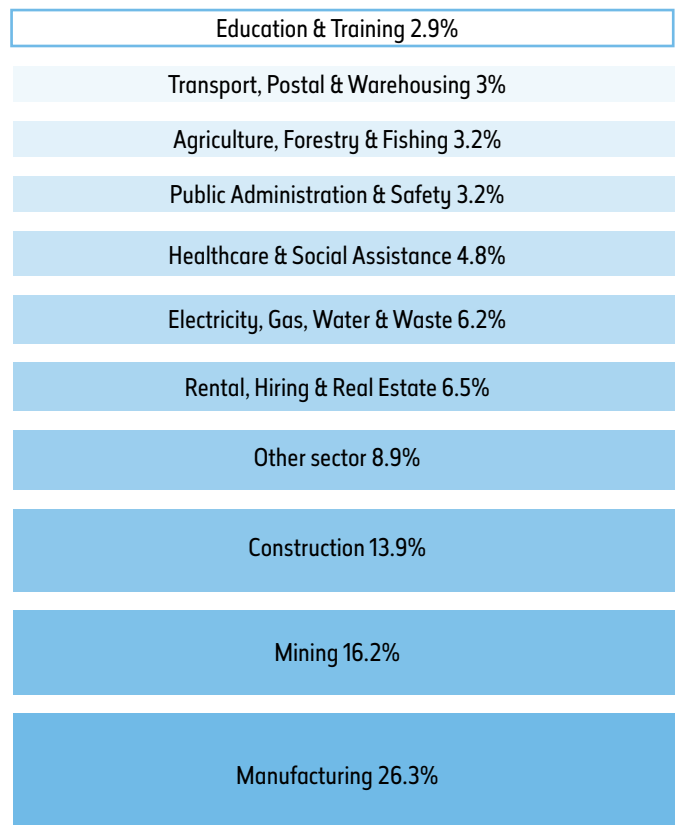 Education & Training 2.9%
Transport, Postal & Warehousing 3%
Agriculture, Forestry & Fishing 3.2%
Public Administration & Safety 3.2%
Healthcare & Social Assistance 4.8%
Electricity, Gas, Water & Waste 6.2%
Rental, Hiring & Real Estate 6.5%
Other sector 8.9%
Construction 13.9%
Mining 16.2%
Manufacturing 26.3%